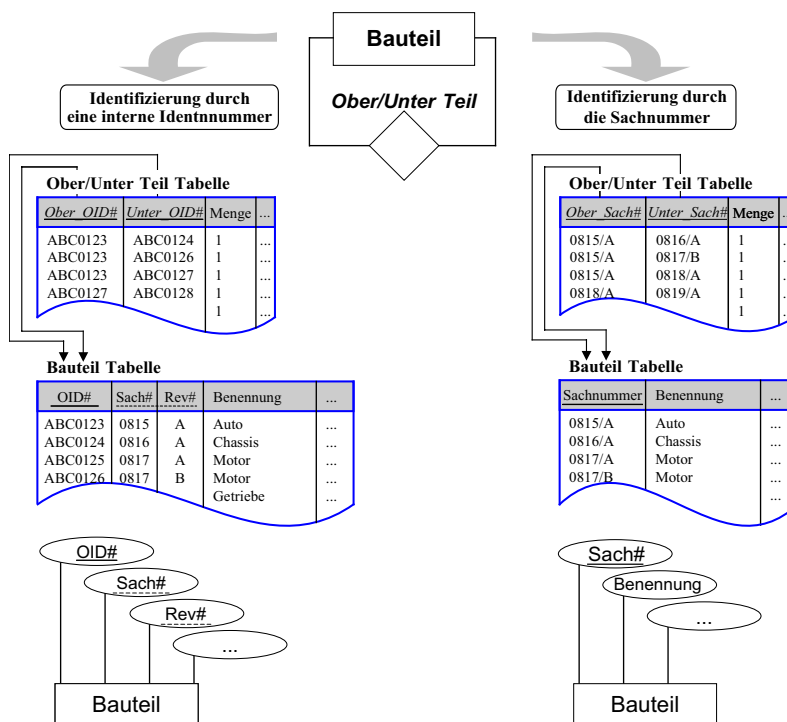 Bauteil
Ober/Unter Teil
Identifizierung durch
eine interne Identnnummer
Ober/Unter Teil Tabelle
Ober_OID# Unter_OID# Menge ...
ABC0123 ABC0124 1 ...
ABC0123 ABC0126 1 ...
ABC0123 ABC0127 1 ...
ABC0127 ABC0128 1 ...
1 ...
Bauteil Tabelle
OID# Sach# Rev# Benennung ...
ABC0123 0815 A Auto ...
ABC0124 0816 A Chassis ...
ABC0125 0817 A Motor ...
ABC0126 0817 B Motor ...
Getriebe ...
OID#
Sach#
Rev#
...
Bauteil
Identifizierung durch
die Sachnummer
Ober/Unter Teil Tabelle
Ober_Sach# Unter_Sach# Menge ..
0815/A 0816/A 1 ..
0815/A 0817/B 1 ..
0815/A 0818/A 1 ..
0818/A 0819/A 1 ..
1 ..
Bauteil Tabelle
Sachnummer Benennung ...
0815/A Auto ...
0816/A Chassis ...
0817/A Motor ...
0817/B Motor ...
...
Sach#
Benennung
...
Bauteil